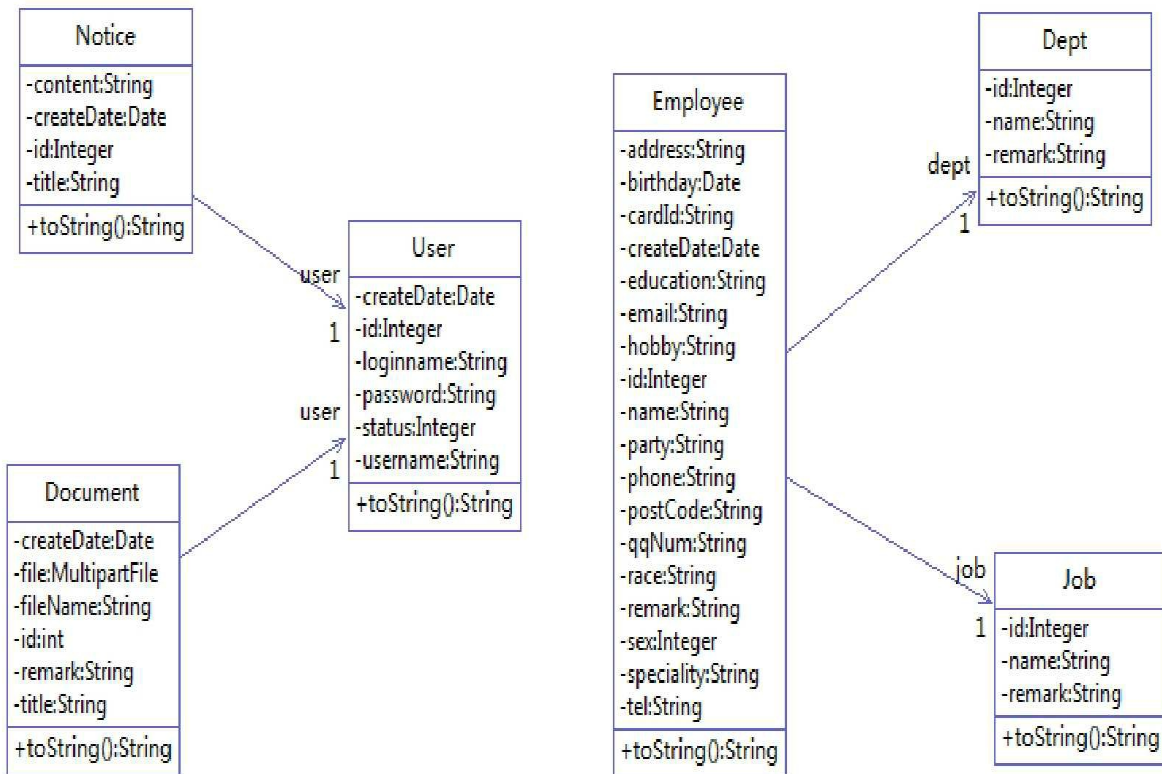 Notice
-content:String
-createDate:Date
-id:Integer
-title:String
+toString():String
user
1
User
-createDate:Date
-id:Integer
-loginname:String
-password:String
-status:Integer
-username:String
+toString():String
user
1
Document
-createDate:Date
-file:MultipartFile
-fileName:String
-id:int
-remark:String
-title:String
+toString():String
Employee
-address:String
-birthday:Date
-cardId:String
-createDate:Date
-education:String
-email:String
-hobby:String
-id:Integer
-name:String
-party:String
-phone:String
-postCode:String
-qqNum:String
-race:String
-remark:String
-sex:Integer
-speciality:String
-tel:String
+toString():String
dept
1
Dept
-id:Integer
-name:String
-remark:String
+toString():String
job
1
Job
-id:Integer
-name:String
-remark:String
+toString():String